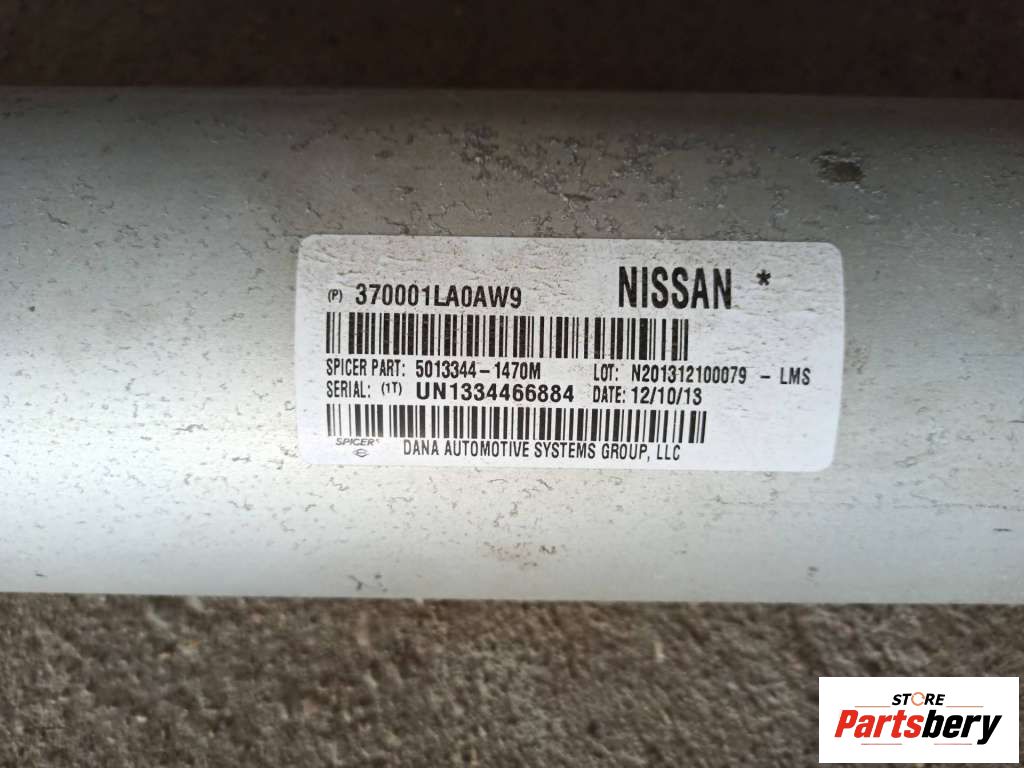 (P) 370001LA0AW9 NISSAN *
SPICER PART: 5013344-1470M LOT: N201312100079 - LMS
SERIAL: (1T) UN1334466884 DATE: 12/10/13
SPICER®
DANA AUTOMOTIVE SYSTEMS GROUP, LLC
STORE
Partsbery